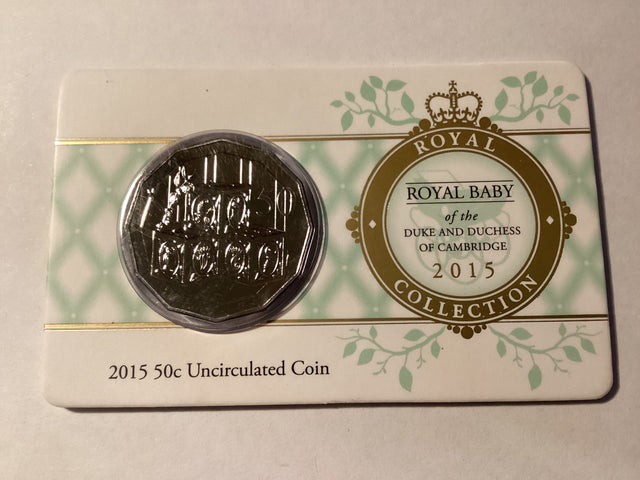 ROYAL
ROYAL BABY
of the
DUKE AND DUCHESS
OF CAMBRIDGE
2015
COLLECTION
2015 50c Uncirculated Coin